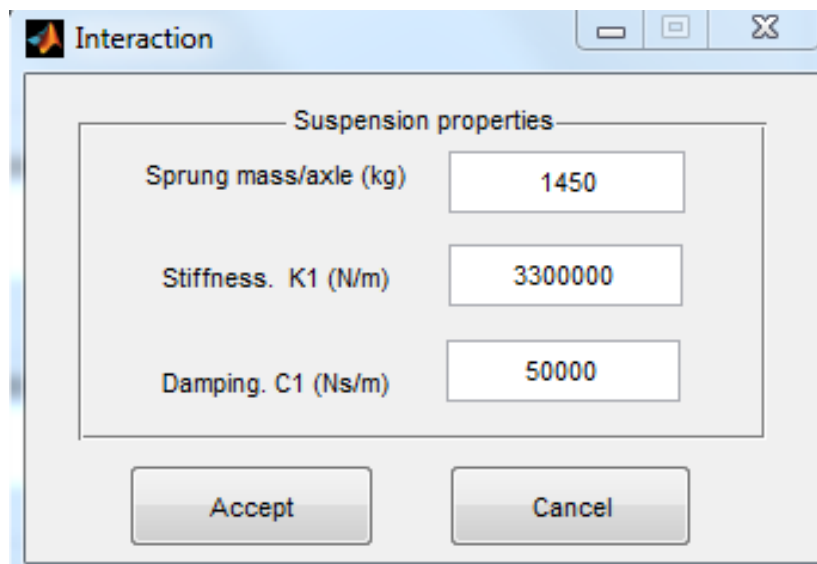 Interaction
Suspension properties
Sprung mass/axle (kg) 1450
Stiffness. K1 (N/m) 3300000
Damping. C1 (Ns/m) 50000
Accept Cancel